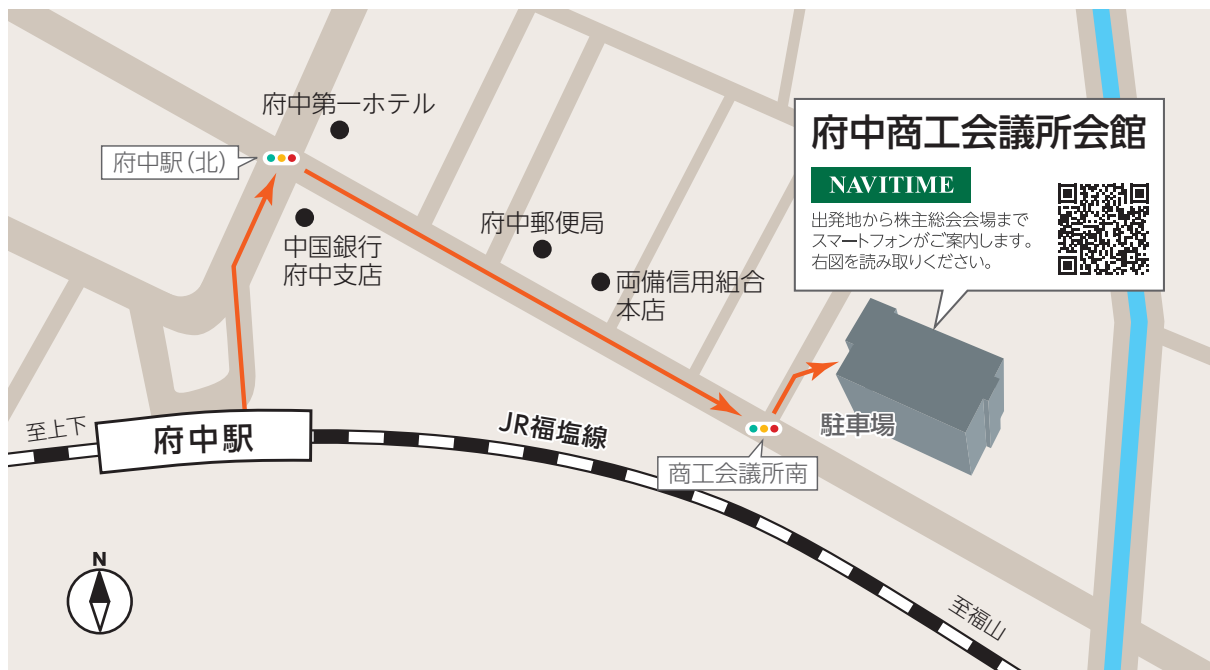 府中第一ホテル
府中駅（北）
中国銀行
府中支店
府中郵便局
両備信用組合
本店
府中商工会議所会館
NAVITIME
出発地から株主総会会場まで
スマートフォンがご案内します。
右図を読み取りください。
至上下
府中駅
JR福塩線
駐車場
商工会議所南
至福山
N